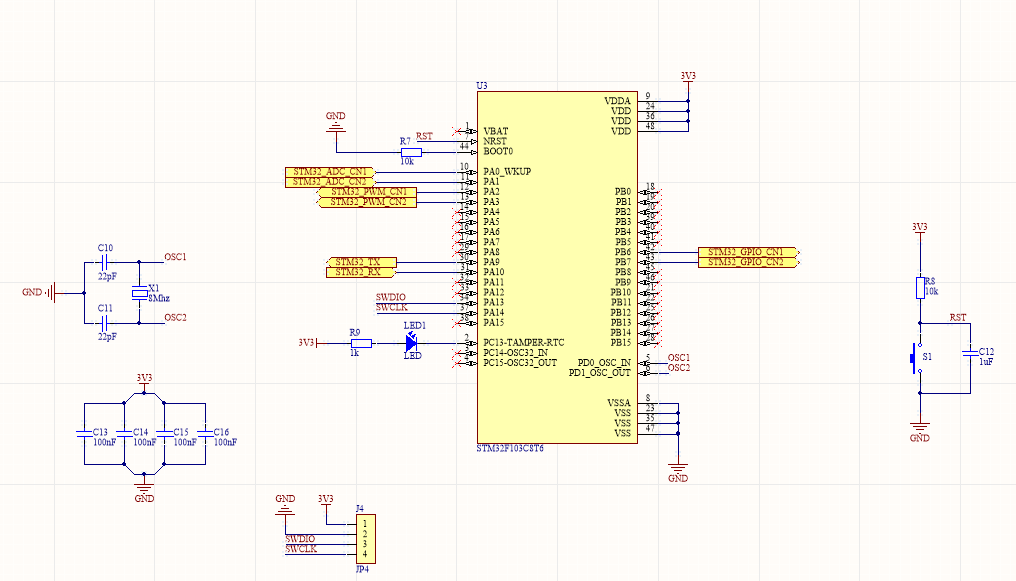 U3
3V3
9
VDDA
24
VDD
36
VDD
48
VDD
GND
1
VBAT
RST
NRST
R7
10k
44
BOOT0
STM32_ADC_CN1
10
PA0_WKUP
STM32_ADC_CN2
11
PA1
STM32_PWM_CN1
PA2
STM32_PWM_CN2
PA3
PA4
PA5
PA6
PA7
PA8
STM32_TX
PA9
STM32_RX
PA10
PA11
PA12
SWDIO
PA13
SWCLK
PA14
PA15
18
PB0
PB1
PB2
PB3
PB4
PB5
PB6
STM32_GPIO_CN1
PB7
STM32_GPIO_CN2
PB8
PB9
PB10
PB11
PB12
PB13
PB14
PB15
3V3
R9
1k
LED1
LED
2
PC13-TAMPER-RTC
PC14-OSC32_IN
PC15-OSC32_OUT
PD0_OSC_IN
5
OSC1
PD1_OSC_OUT
OSC2
VSSA
8
VSS
23
VSS
35
VSS
47
GND
STM32F103C8T6
C10
22pF
OSC1
GND
X1
8Mhz
C11
22pF
OSC2
3V3
C13
100nF
C14
100nF
C15
100nF
C16
100nF
GND
GND
3V3
J4
1
2
SWDIO
3
SWCLK
4
JP4
3V3
R8
10k
RST
S1
C12
1uF
GND